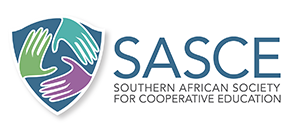 SASCE
SOUTHERN AFRICAN SOCIETY
FOR COOPERATIVE EDUCATION